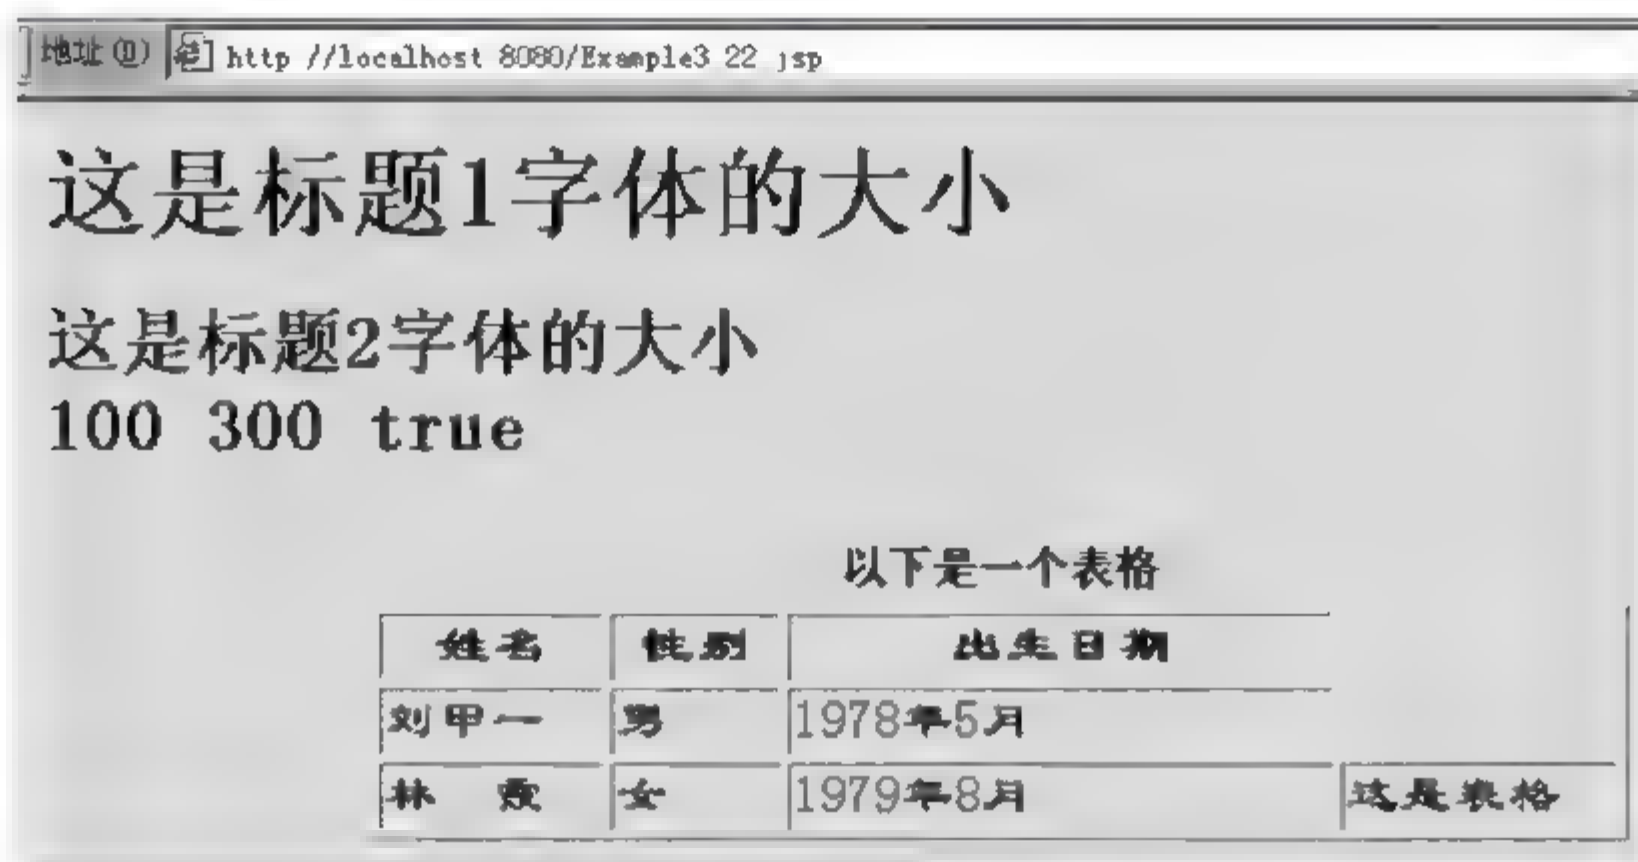 地址(D) http //localhost 8080/Example3 22 jsp
这是标题1字体的大小
这是标题2字体的大小
100 300 true
以下是一个表格
姓名 性别 出生日期
刘甲一 男 1978年5月
林 霞 女 1979年8月 这是表格